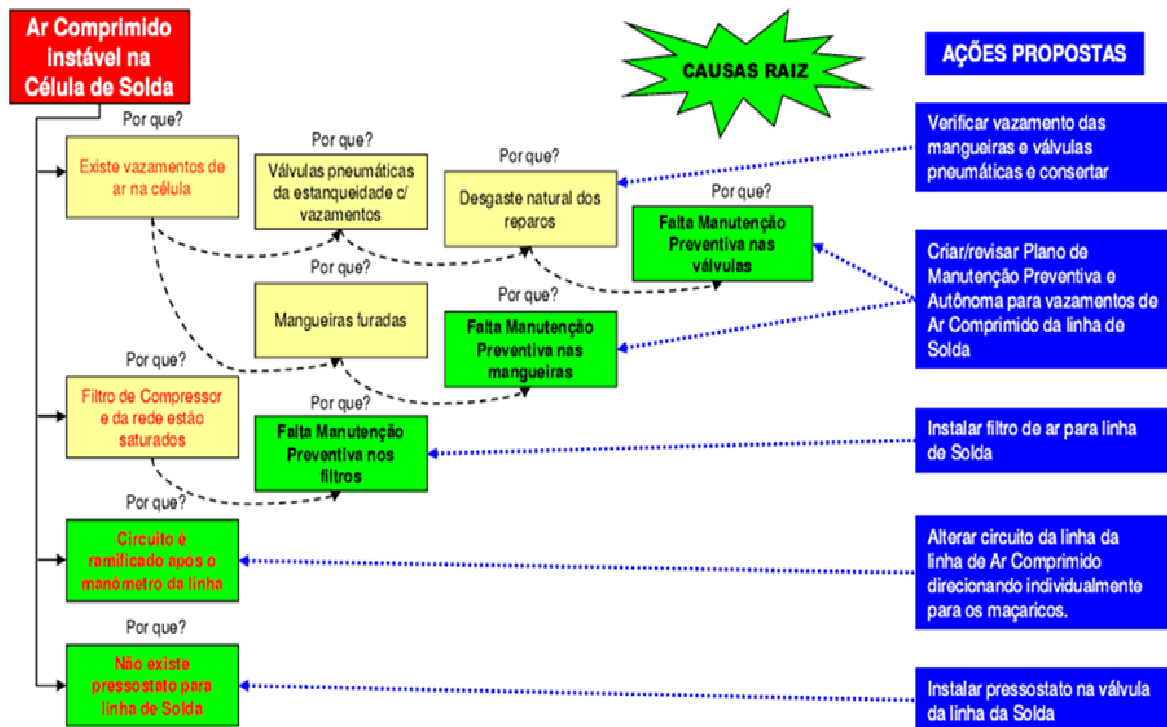 Ar Comprimido
instável na
Célula de Solda
CAUSAS RAIZ
AÇÕES PROPOSTAS
Por que?
Existe vazamentos de
ar na célula
Por que?
Válvulas pneumáticas
da estanqueidade c/
vazamentos
Por que?
Desgaste natural dos
reparos
Por que?
Falta Manutenção
Preventiva nas
válvulas
Verificar vazamento das
mangueiras e válvulas
pneumáticas e consertar
Por que?
Mangueiras furadas
Por que?
Falta Manutenção
Preventiva nas
mangueiras
Criar/revisar Plano de
Manutenção Preventiva e
Autônoma para vazamentos de
Ar Comprimido da linha de
Solda
Por que?
Filtro de Compressor
e da rede estão
saturados
Por que?
Falta Manutenção
Preventiva nos
filtros
Instalar filtro de ar para linha
de Solda
Por que?
Circuito é
ramificado após o
manômetro da linha
Alterar circuito da linha da
linha de Ar Comprimido
direcionando individualmente
para os maçaricos.
Por que?
Não existe
pressostato para
linha de Solda
Instalar pressostato na válvula
da linha da Solda